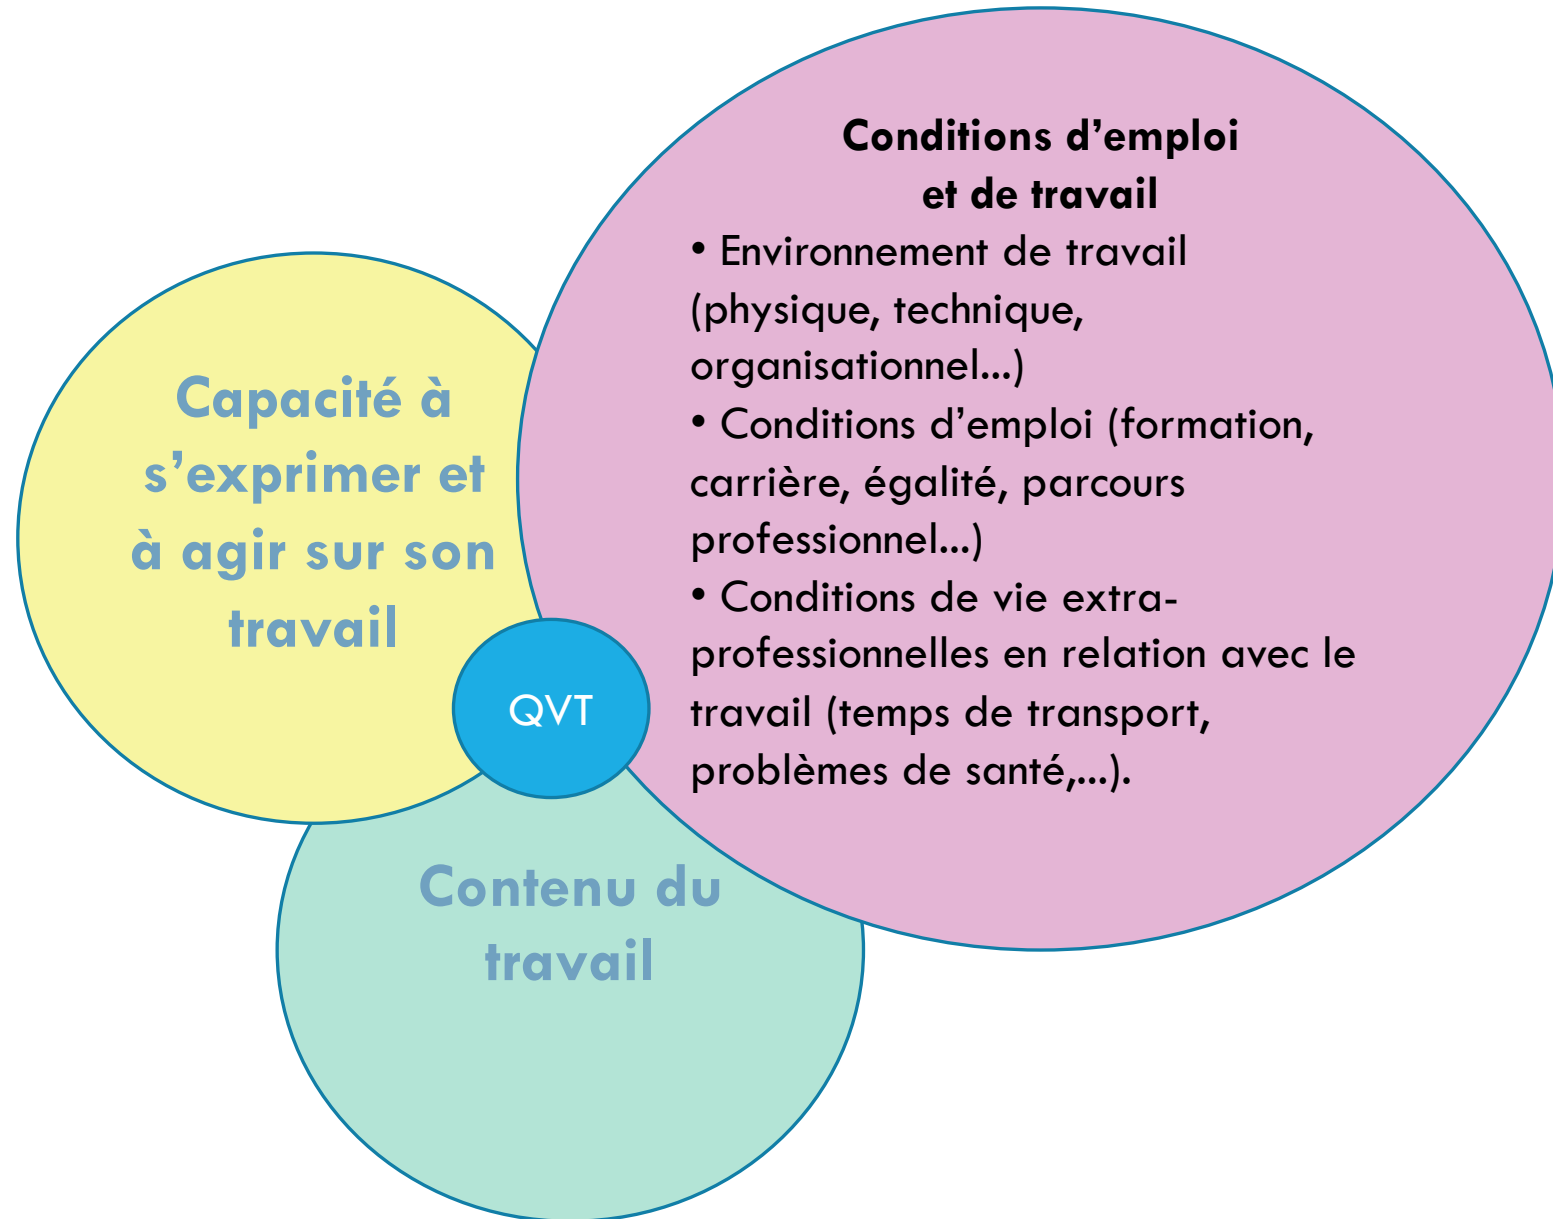 Conditions d’emploi
et de travail
• Environnement de travail
(physique, technique,
organisationnel...)
• Conditions d’emploi (formation,
carrière, égalité, parcours
professionnel...)
• Conditions de vie extra-
professionnelles en relation avec le
travail (temps de transport,
problèmes de santé,...).
Capacité à
s’exprimer et
à agir sur son
travail
QVT
Contenu du
travail